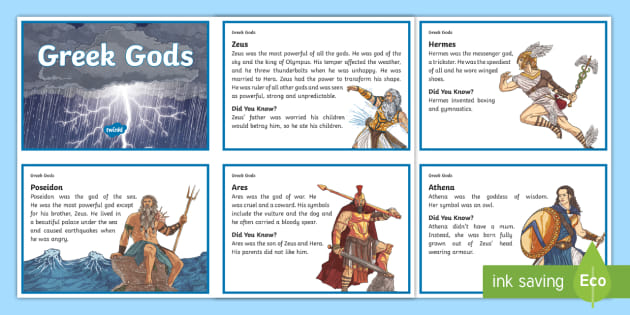 Greek Gods
twinkl
Greek Gods
Zeus
Zeus was the most powerful of all the gods. He was god of
the sky and the king of Olympus. His temper affected the weather,
and he threw thunderbolts when he was unhappy. He was
married to Hera. Zeus had the power to transform his shape.
He was ruler of all other gods and was seen
as powerful, strong and unpredictable.
Did You Know?
Zeus' father was worried his children
would betray him, so he ate his children.
Greek Gods
Hermes
Hermes was the messenger god,
a trickster. He was the speediest
of all and he wore winged
shoes.
Did You Know?
Hermes invented boxing
and gymnastics.
Greek Gods
Poseidon
Poseidon was the god of the sea.
He was the most powerful god except
for his brother, Zeus. He lived in
a beautiful palace under the sea
and caused earthquakes when
he was angry.
Greek Gods
Ares
Ares was the god of war. He
was cruel and a coward. His symbols
include the vulture and the dog and
he often carried a bloody spear.
Did You Know?
Ares was the son of Zeus and Hera.
His parents did not like him.
Greek Gods
Athena
Athena was the goddess of wisdom.
Her symbol was an owl.
Did You Know?
Athena didn't have a mum.
Instead, she was born fully
grown out of Zeus' head
wearing armour.
ink saving
Eco